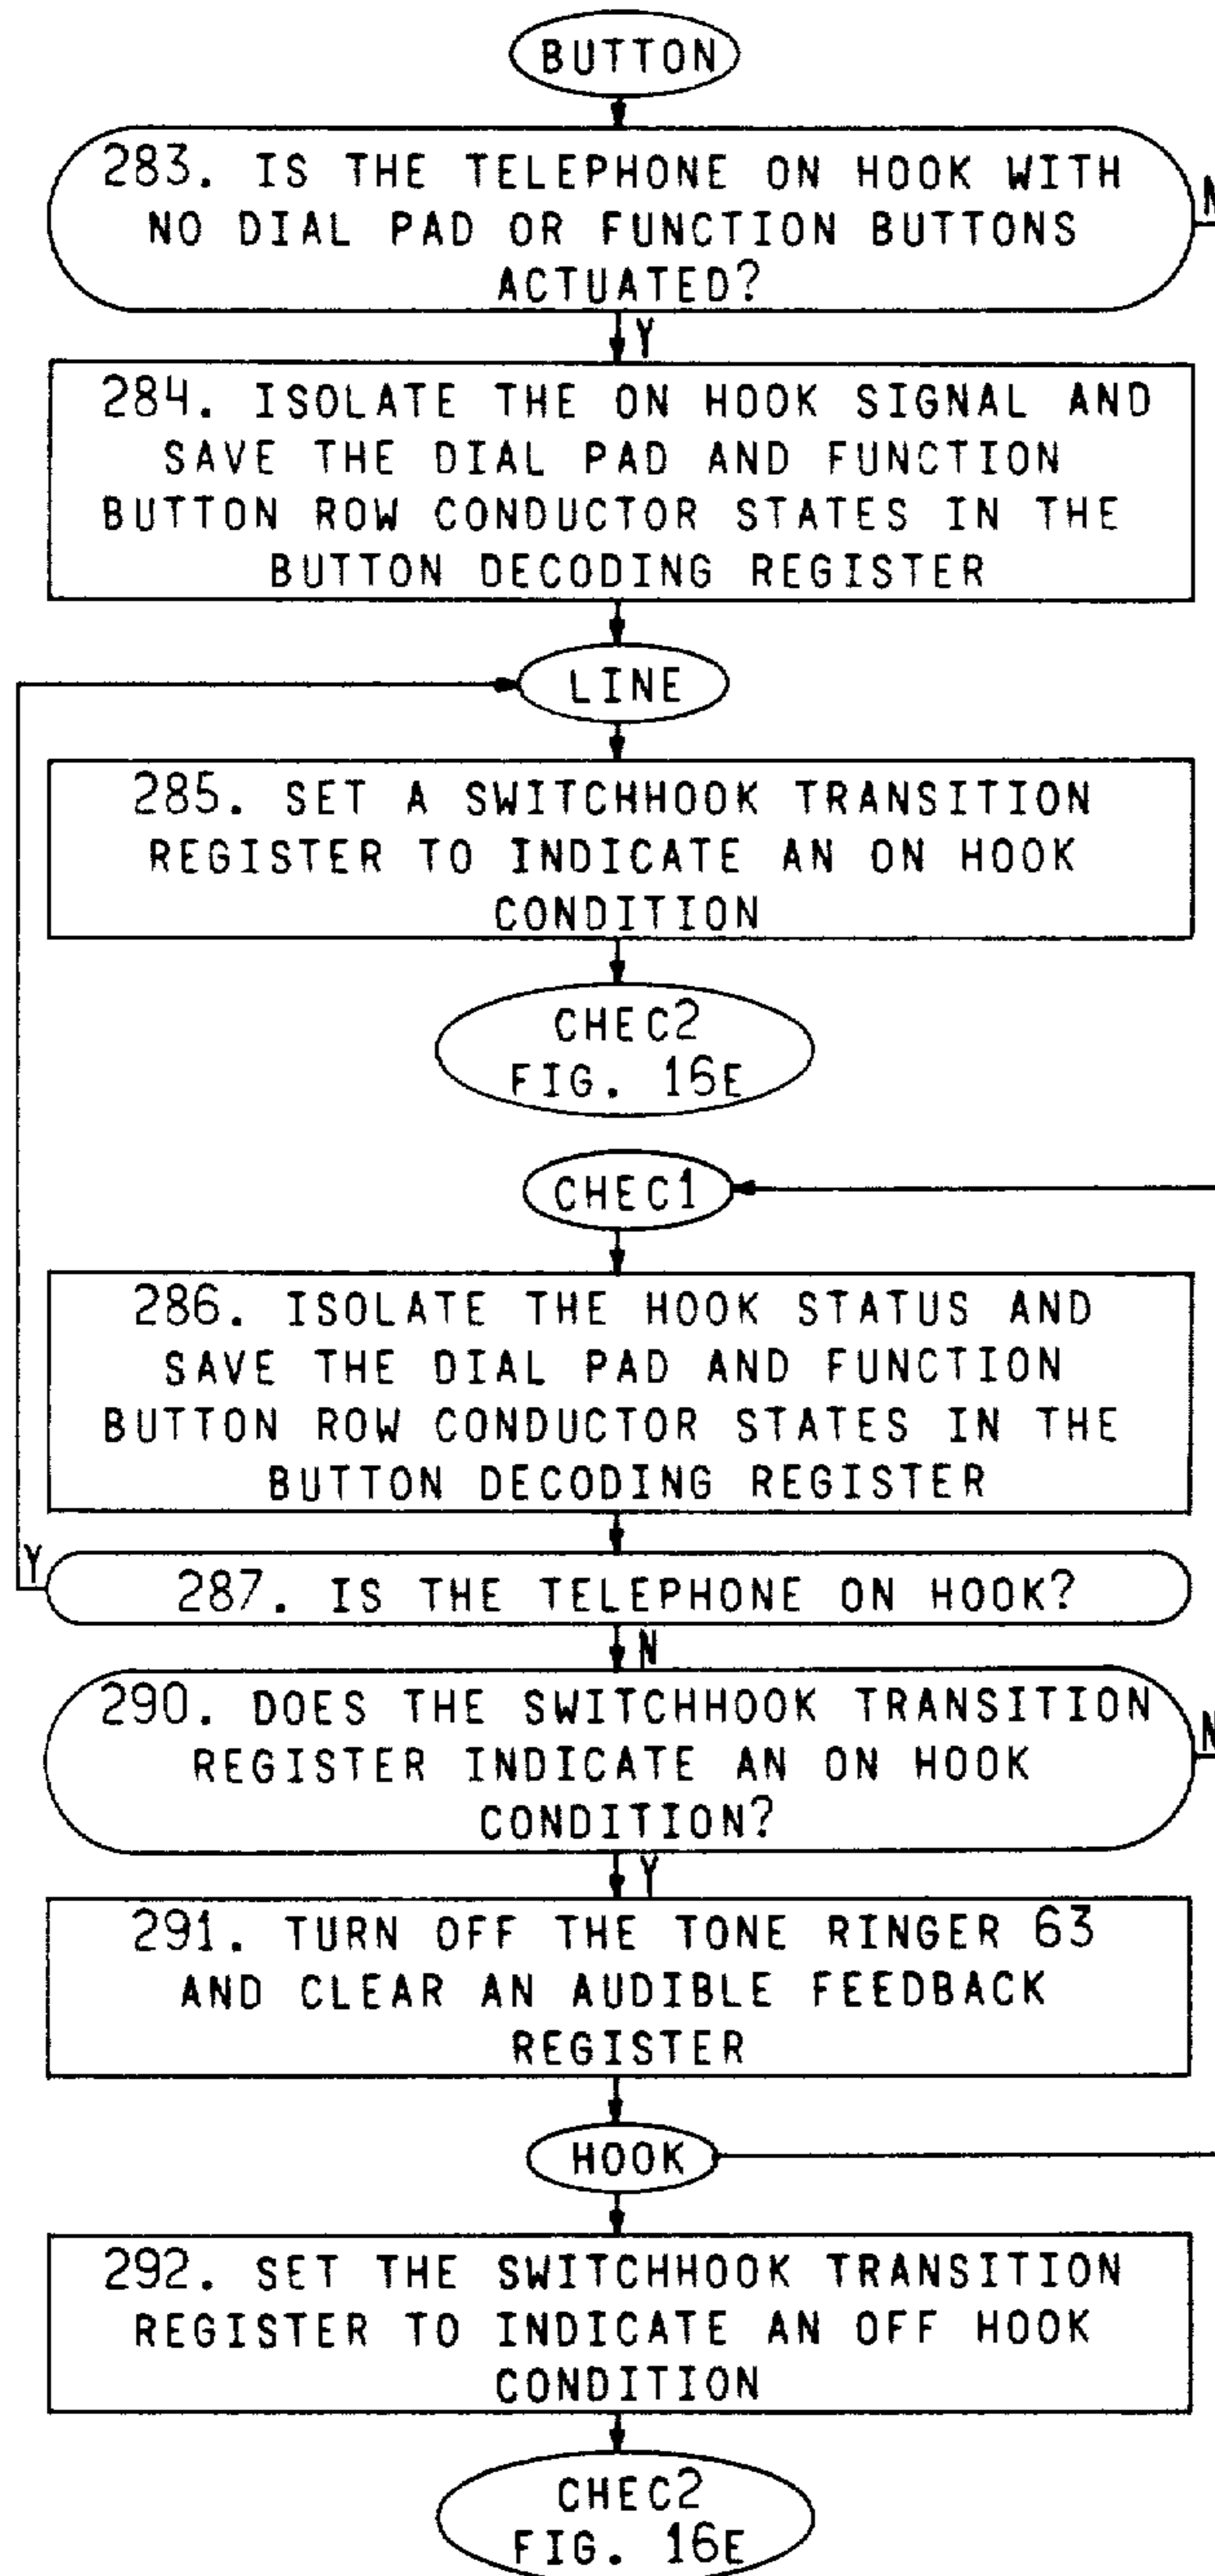 BUTTON
283. IS THE TELEPHONE ON HOOK WITH
NO DIAL PAD OR FUNCTION BUTTONS
ACTUATED?
N
Y
284. ISOLATE THE ON HOOK SIGNAL AND
SAVE THE DIAL PAD AND FUNCTION
BUTTON ROW CONDUCTOR STATES IN THE
BUTTON DECODING REGISTER
LINE
285. SET A SWITCHHOOK TRANSITION
REGISTER TO INDICATE AN ON HOOK
CONDITION
CHEC2
FIG. 16E
CHEC1
286. ISOLATE THE HOOK STATUS AND
SAVE THE DIAL PAD AND FUNCTION
BUTTON ROW CONDUCTOR STATES IN THE
BUTTON DECODING REGISTER
Y
287. IS THE TELEPHONE ON HOOK?
N
290. DOES THE SWITCHHOOK TRANSITION
REGISTER INDICATE AN ON HOOK
CONDITION?
N
Y
291. TURN OFF THE TONE RINGER 63
AND CLEAR AN AUDIBLE FEEDBACK
REGISTER
HOOK
292. SET THE SWITCHHOOK TRANSITION
REGISTER TO INDICATE AN OFF HOOK
CONDITION
CHEC2
FIG. 16E